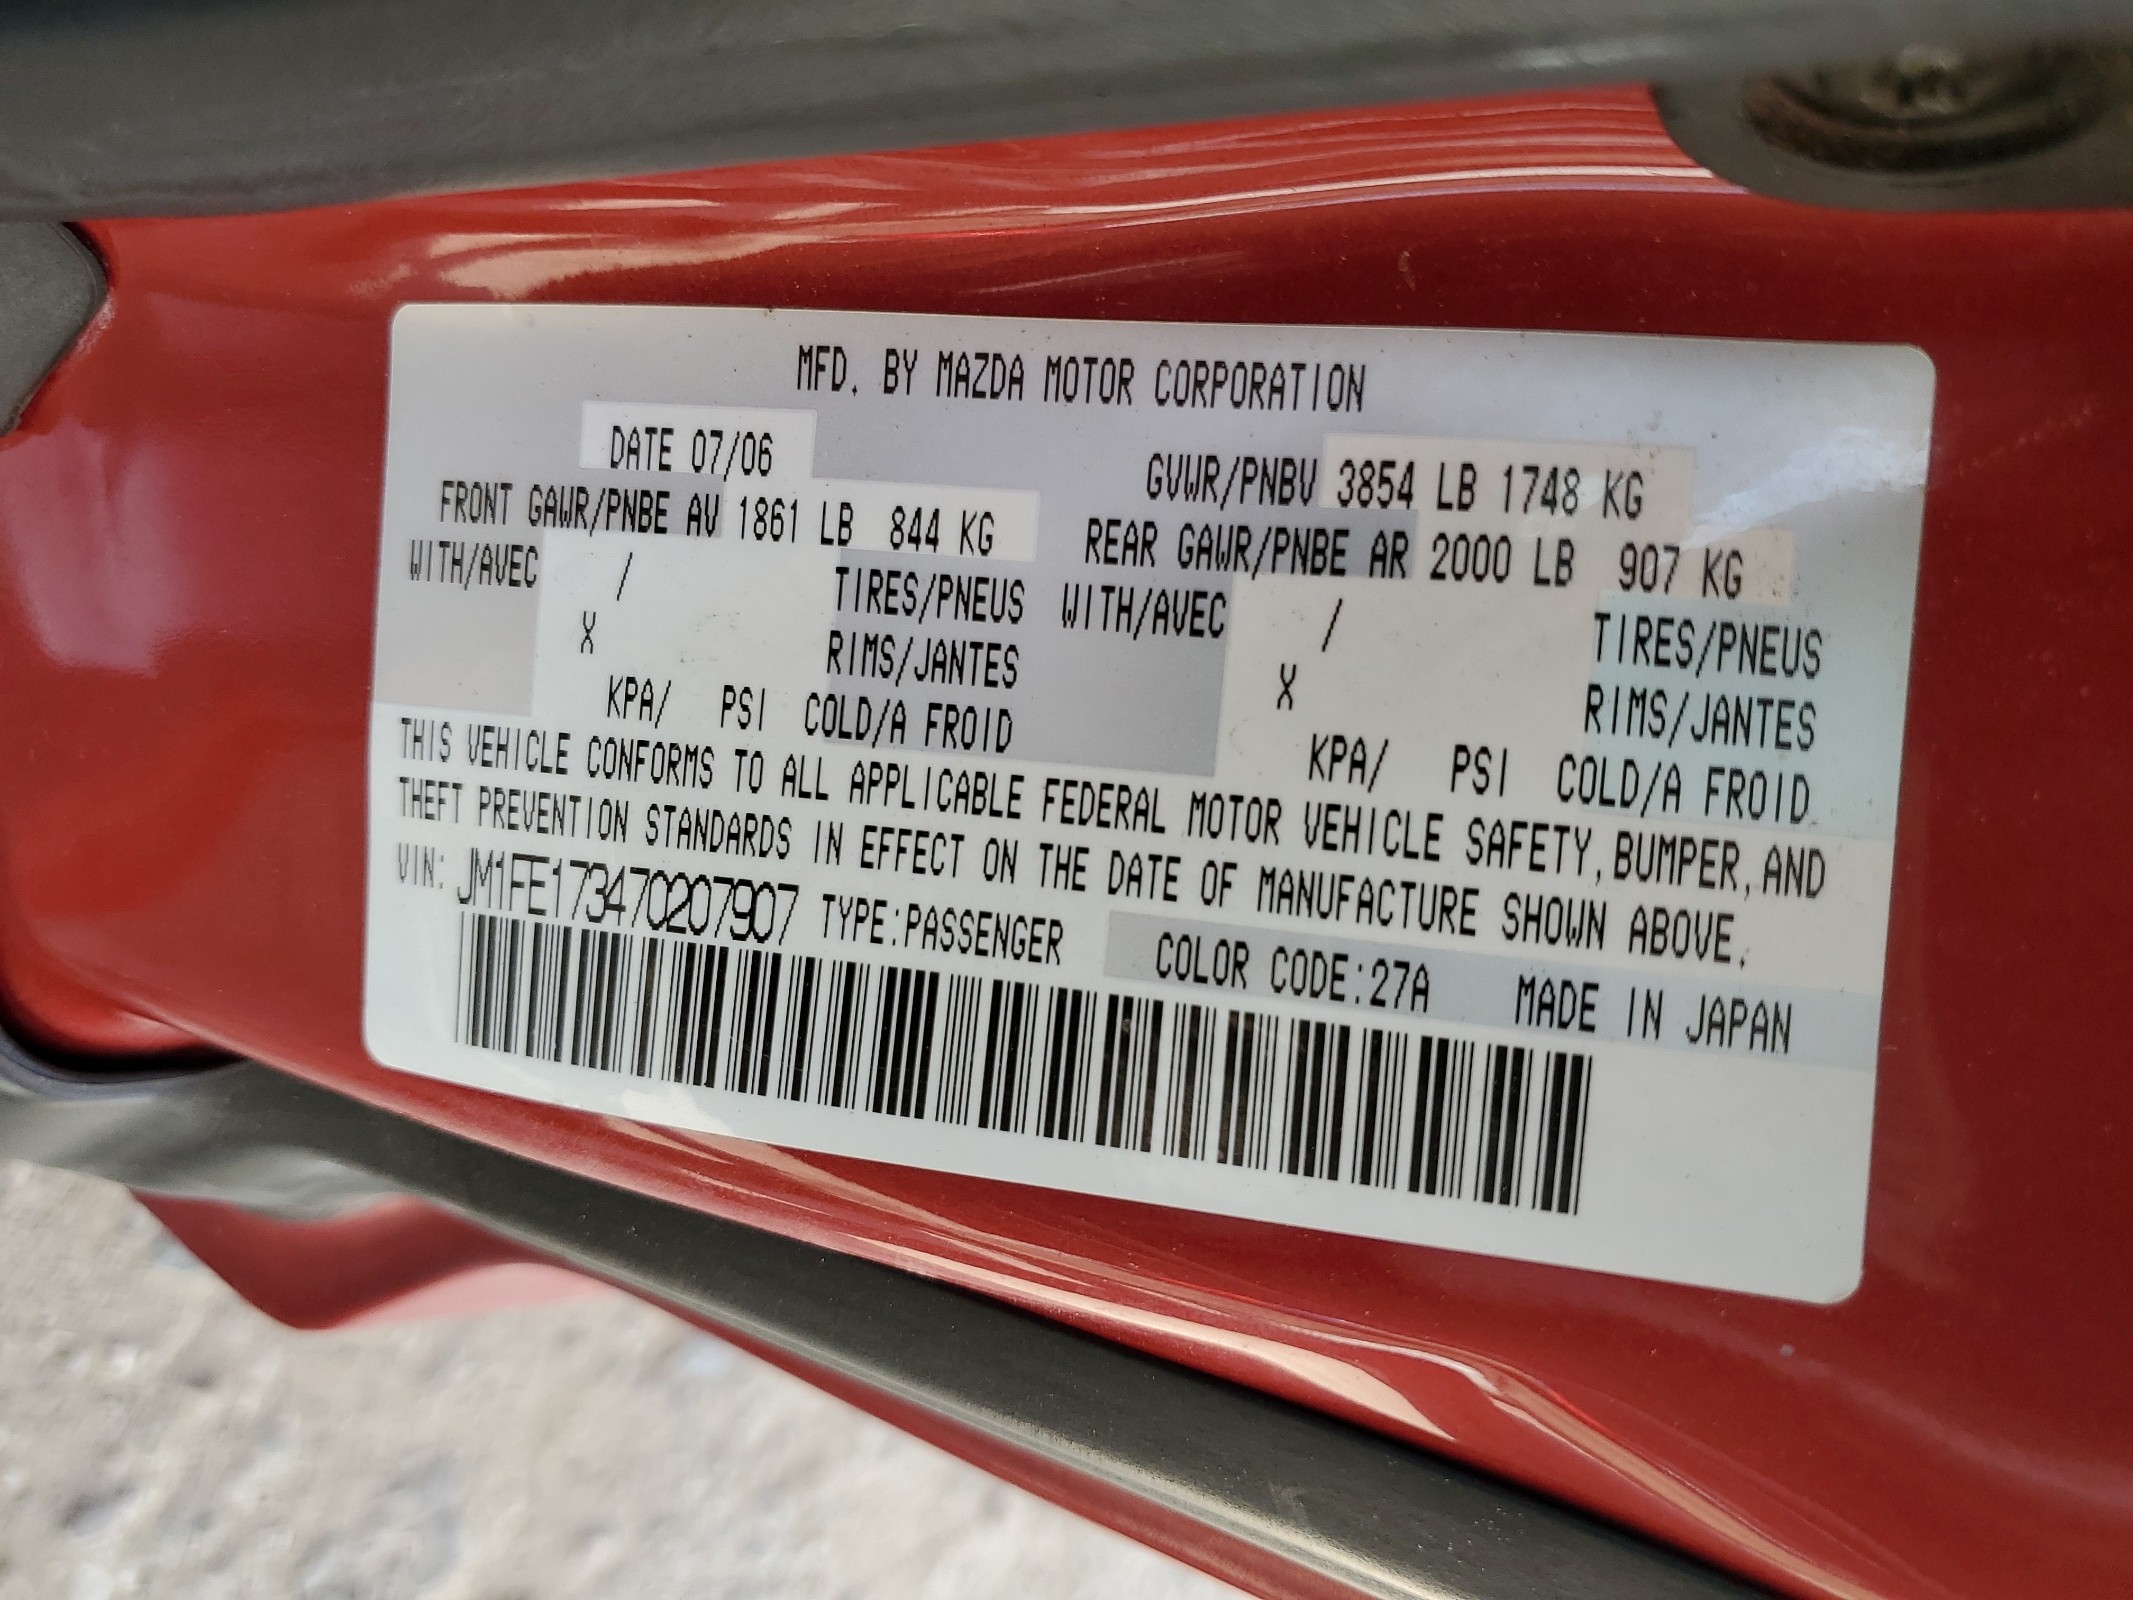 MFD. BY MAZDA MOTOR CORPORATION
DATE 07/06 GVWR/PNBV 3854 LB 1748 KG
FRONT GAWR/PNBE AV 1861 LB 844 KG REAR GAWR/PNBE AR 2000 LB 907 KG
WITH/AVEC / TIRES/PNEUS WITH/AVEC / TIRES/PNEUS
X RIMS/JANTES X RIMS/JANTES
KPA/ PSI COLD/A FROID KPA/ PSI COLD/A FROID
THIS VEHICLE CONFORMS TO ALL APPLICABLE FEDERAL MOTOR VEHICLE SAFETY, BUMPER, AND
THEFT PREVENTION STANDARDS IN EFFECT ON THE DATE OF MANUFACTURE SHOWN ABOVE.
VIN: JM1FE173470207907 TYPE:PASSENGER COLOR CODE:27A MADE IN JAPAN